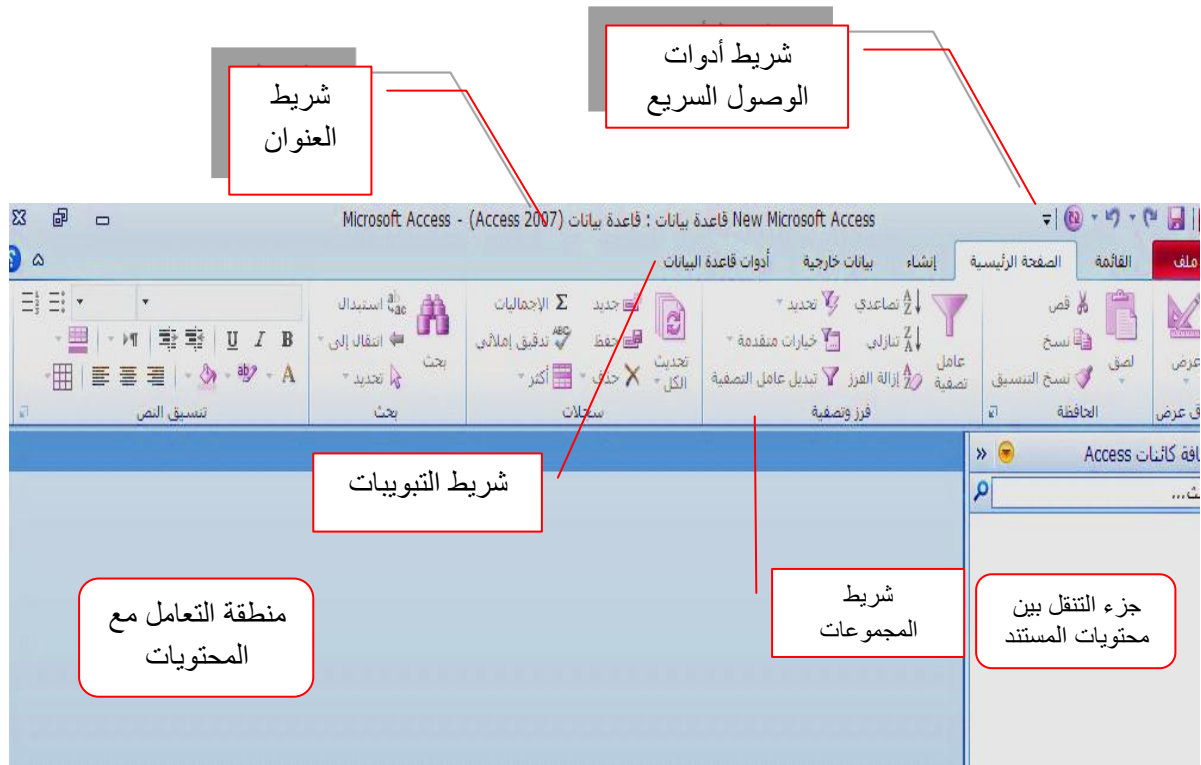 شريط أدوات
الوصول السريع
شريط
العنوان
New Microsoft Access قاعدة بيانات : قاعدة بيانات (Access 2007) - Microsoft Access
ملف القائمة الصفحة الرئيسية إنشاء بيانات خارجية أدوات قاعدة البيانات
عرض
لصق
قص
نسخ
نسخ التنسيق
الحافظة
عامل
تصفية
تصاعدي
تنازلي
إزالة الفرز
تحديد
خيارات متقدمة
تبديل عامل التصفية
فرز وتصفية
تحديث
الكل
جديد
حفظ
حذف
Σ الإجماليات
تدقيق إملائي
أكثر
سجلات
بحث
استبدال
انتقال إلى
تحديد
بحث
B I U
A
تنسيق النص
كائنات Access
شريط التبويبات
شريط
المجموعات
جزء التنقل بين
محتويات المستند
منطقة التعامل مع
المحتويات